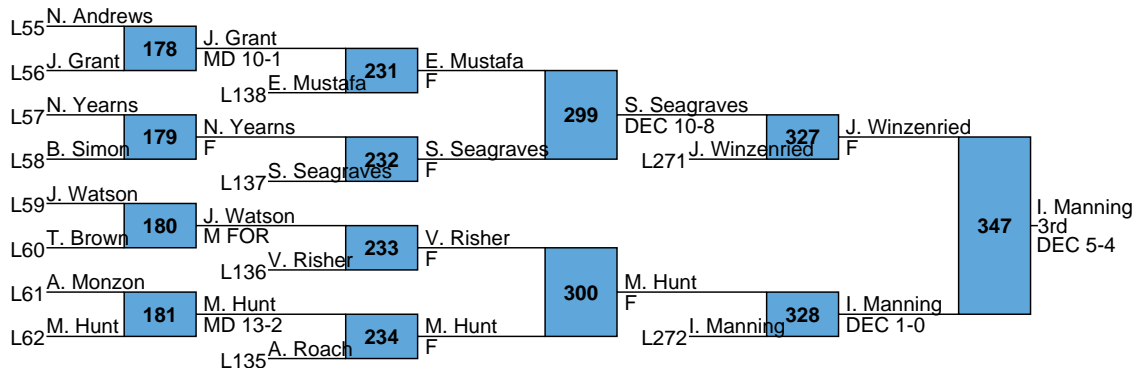 N. Andrews
L55
178
J. Grant
MD 10-1
L56
J. Grant
231
E. Mustafa
F
L138
E. Mustafa
N. Yearns
L57
179
N. Yearns
F
299
S. Seagraves
DEC 10-8
L58
B. Simon
232
S. Seagraves
F
L137
S. Seagraves
327
J. Winzenried
F
L271
J. Winzenried
L59
J. Watson
180
J. Watson
M FOR
L60
T. Brown
233
V. Risher
F
L136
V. Risher
347
I. Manning
3rd
DEC 5-4
L61
A. Monzon
181
M. Hunt
MD 13-2
L62
M. Hunt
300
M. Hunt
F
234
M. Hunt
F
L135
A. Roach
328
I. Manning
DEC 1-0
L272
I. Manning